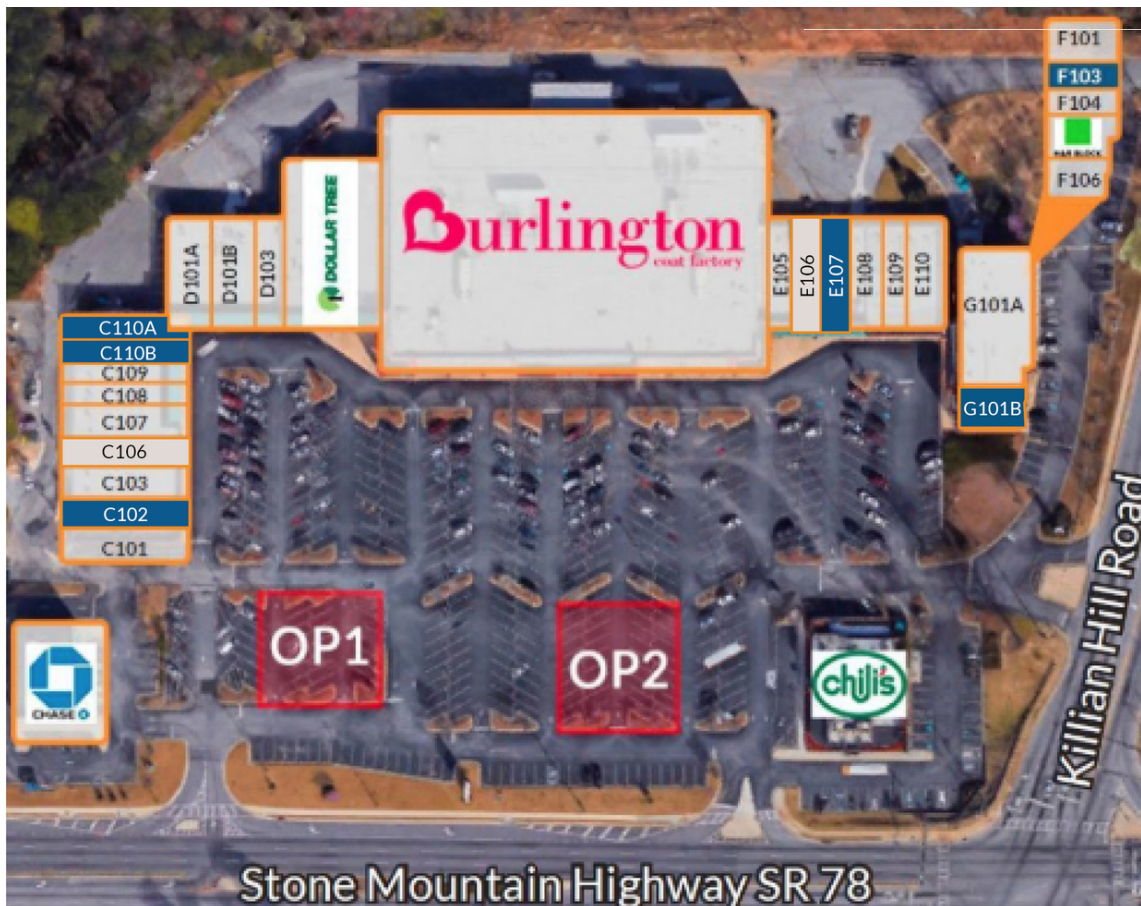 F101
F103
F104
H&R BLOCK
F106
DOLLAR TREE
Burlington
coat factory
D101A
D101B
D103
E105
E106
E107
E108
E109
E110
G101A
G101B
C110A
C110B
C109
C108
C107
C106
C103
C102
C101
OP1
OP2
CHASE
chili's
Killian Hill Road
Stone Mountain Highway SR 78